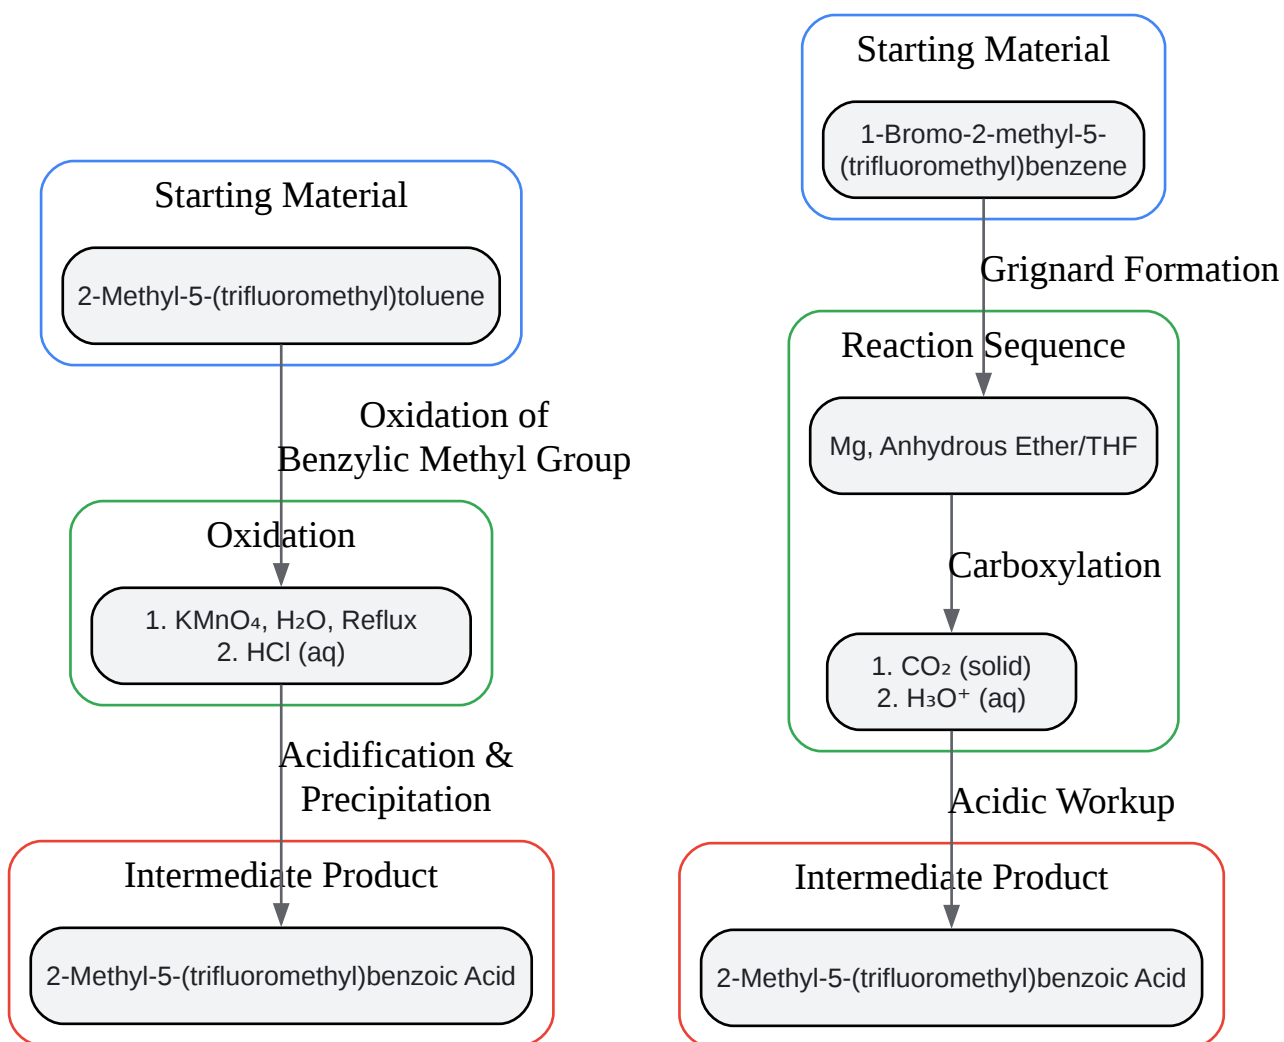 Starting Material
2-Methyl-5-(trifluoromethyl)toluene
Oxidation of
Benzylic Methyl Group
Oxidation
1. KMnO₄, H₂O, Reflux
2. HCl (aq)
Acidification &
Precipitation
Intermediate Product
2-Methyl-5-(trifluoromethyl)benzoic Acid
Starting Material
1-Bromo-2-methyl-5-
(trifluoromethyl)benzene
Grignard Formation
Reaction Sequence
Mg, Anhydrous Ether/THF
Carboxylation
1. CO₂ (solid)
2. H₃O⁺ (aq)
Acidic Workup
Intermediate Product
2-Methyl-5-(trifluoromethyl)benzoic Acid